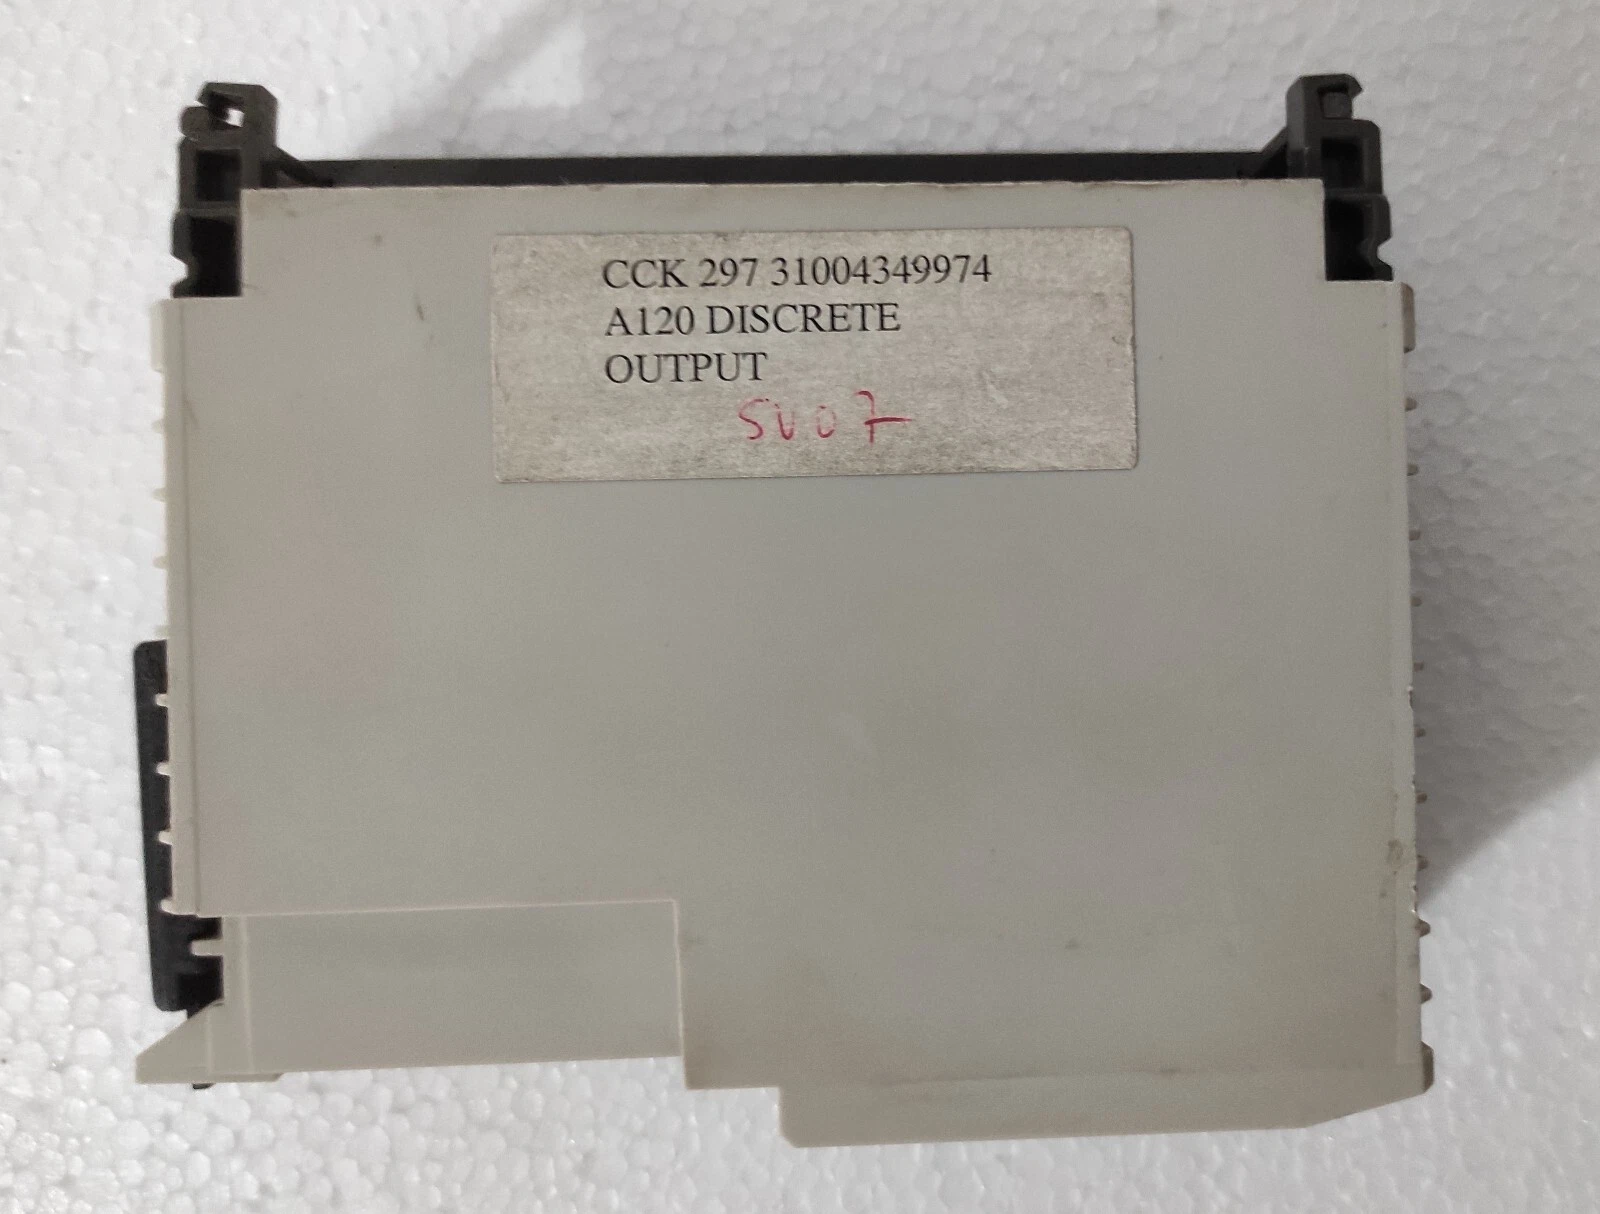 CCK 297 31004349974
A120 DISCRETE
OUTPUT
SV07